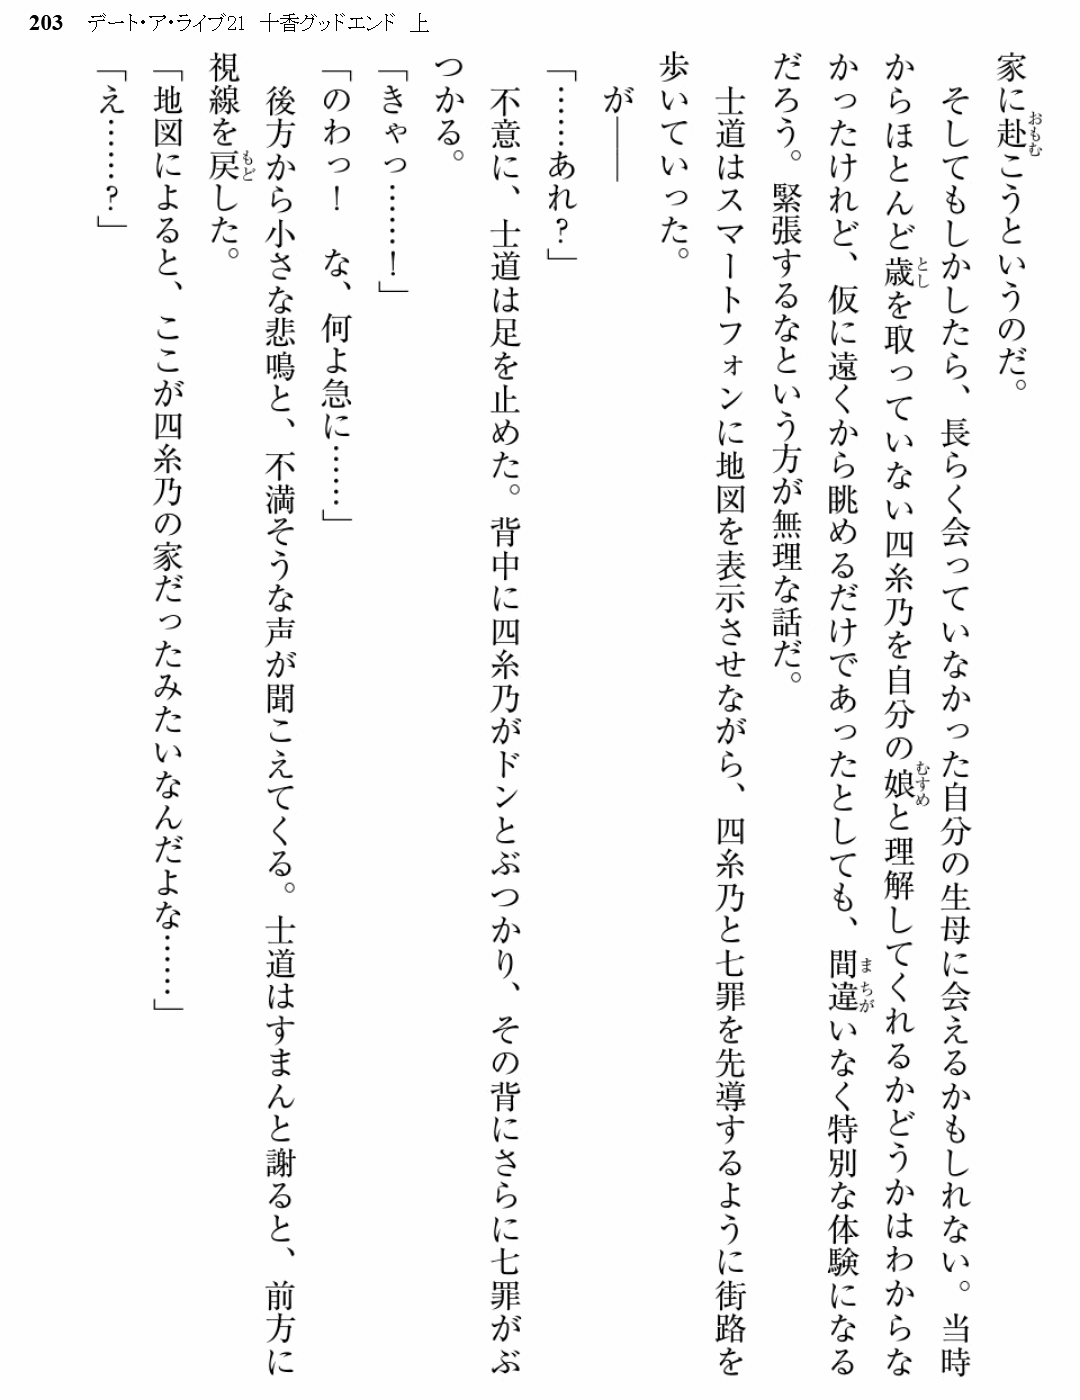 203 デート・ア・ライブ21 十香グッドエンド 上
家に赴こうというのだ。
　そしてもしかしたら、長らく会っていなかった自分の生母に会えるかもしれない。当時
からほとんど歳を取っていない四糸乃を自分の娘と理解してくれるかどうかはわからな
かったけれど、仮に遠くから眺めるだけであったとしても、間違いなく特別な体験になる
だろう。緊張するなという方が無理な話だ。
　士道はスマートフォンに地図を表示させながら、四糸乃と七罪を先導するように街路を
歩いていった。
　が――
「……あれ？」
　不意に、士道は足を止めた。背中に四糸乃がドンとぶつかり、その背にさらに七罪がぶ
つかる。
「きゃっ……！」
「のわっ！　な、何よ急に……」
　後方から小さな悲鳴と、不満そうな声が聞こえてくる。士道はすまんと謝ると、前方に
視線を戻した。
「地図によると、ここが四糸乃の家だったみたいなんだよな……」
「え……？」